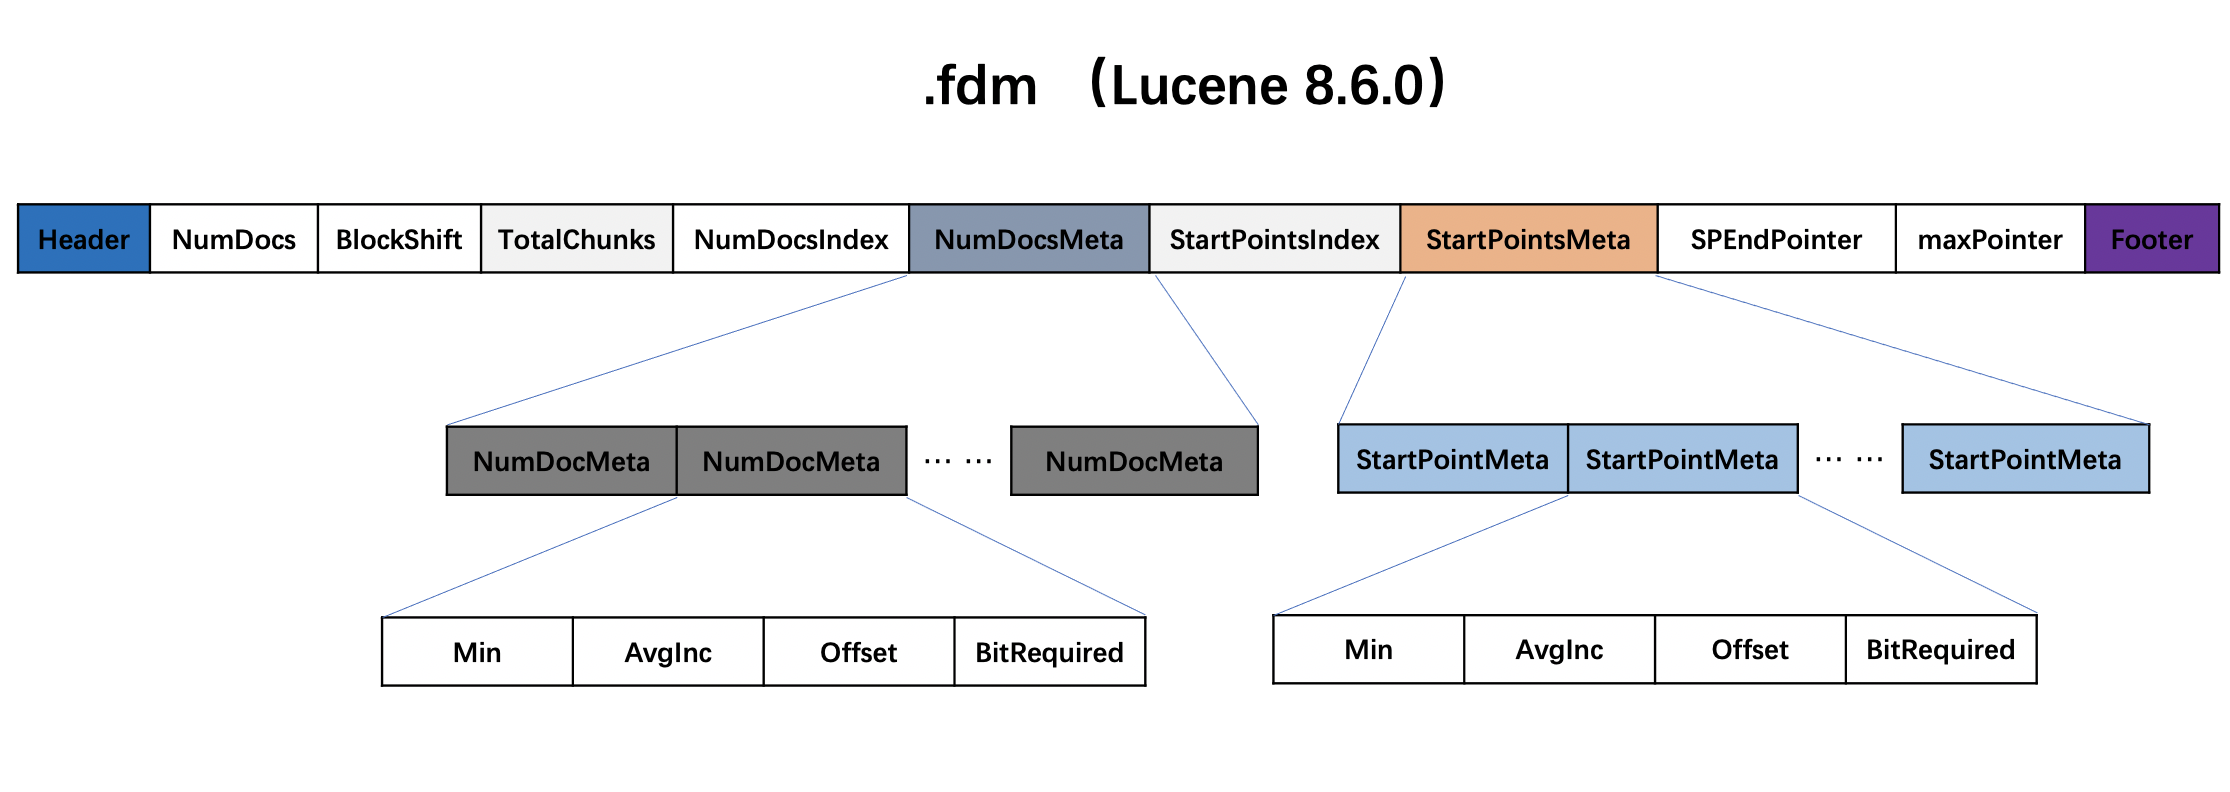 .fdm （Lucene 8.6.0）
Header NumDocs BlockShift TotalChunks NumDocsIndex NumDocsMeta StartPointsIndex StartPointsMeta SPEndPointer maxPointer Footer
NumDocMeta NumDocMeta ... ... NumDocMeta
StartPointMeta StartPointMeta ... ... StartPointMeta
Min AvgInc Offset BitRequired
Min AvgInc Offset BitRequired